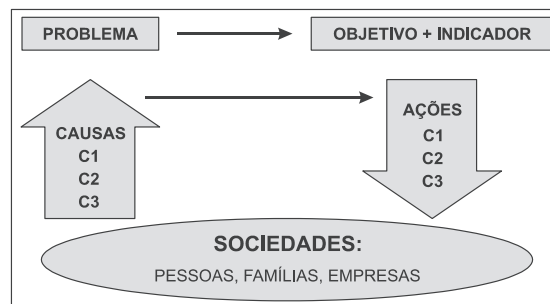 PROBLEMA
OBJETIVO + INDICADOR
CAUSAS
C1
C2
C3
AÇÕES
C1
C2
C3
SOCIEDADES:
PESSOAS, FAMÍLIAS, EMPRESAS